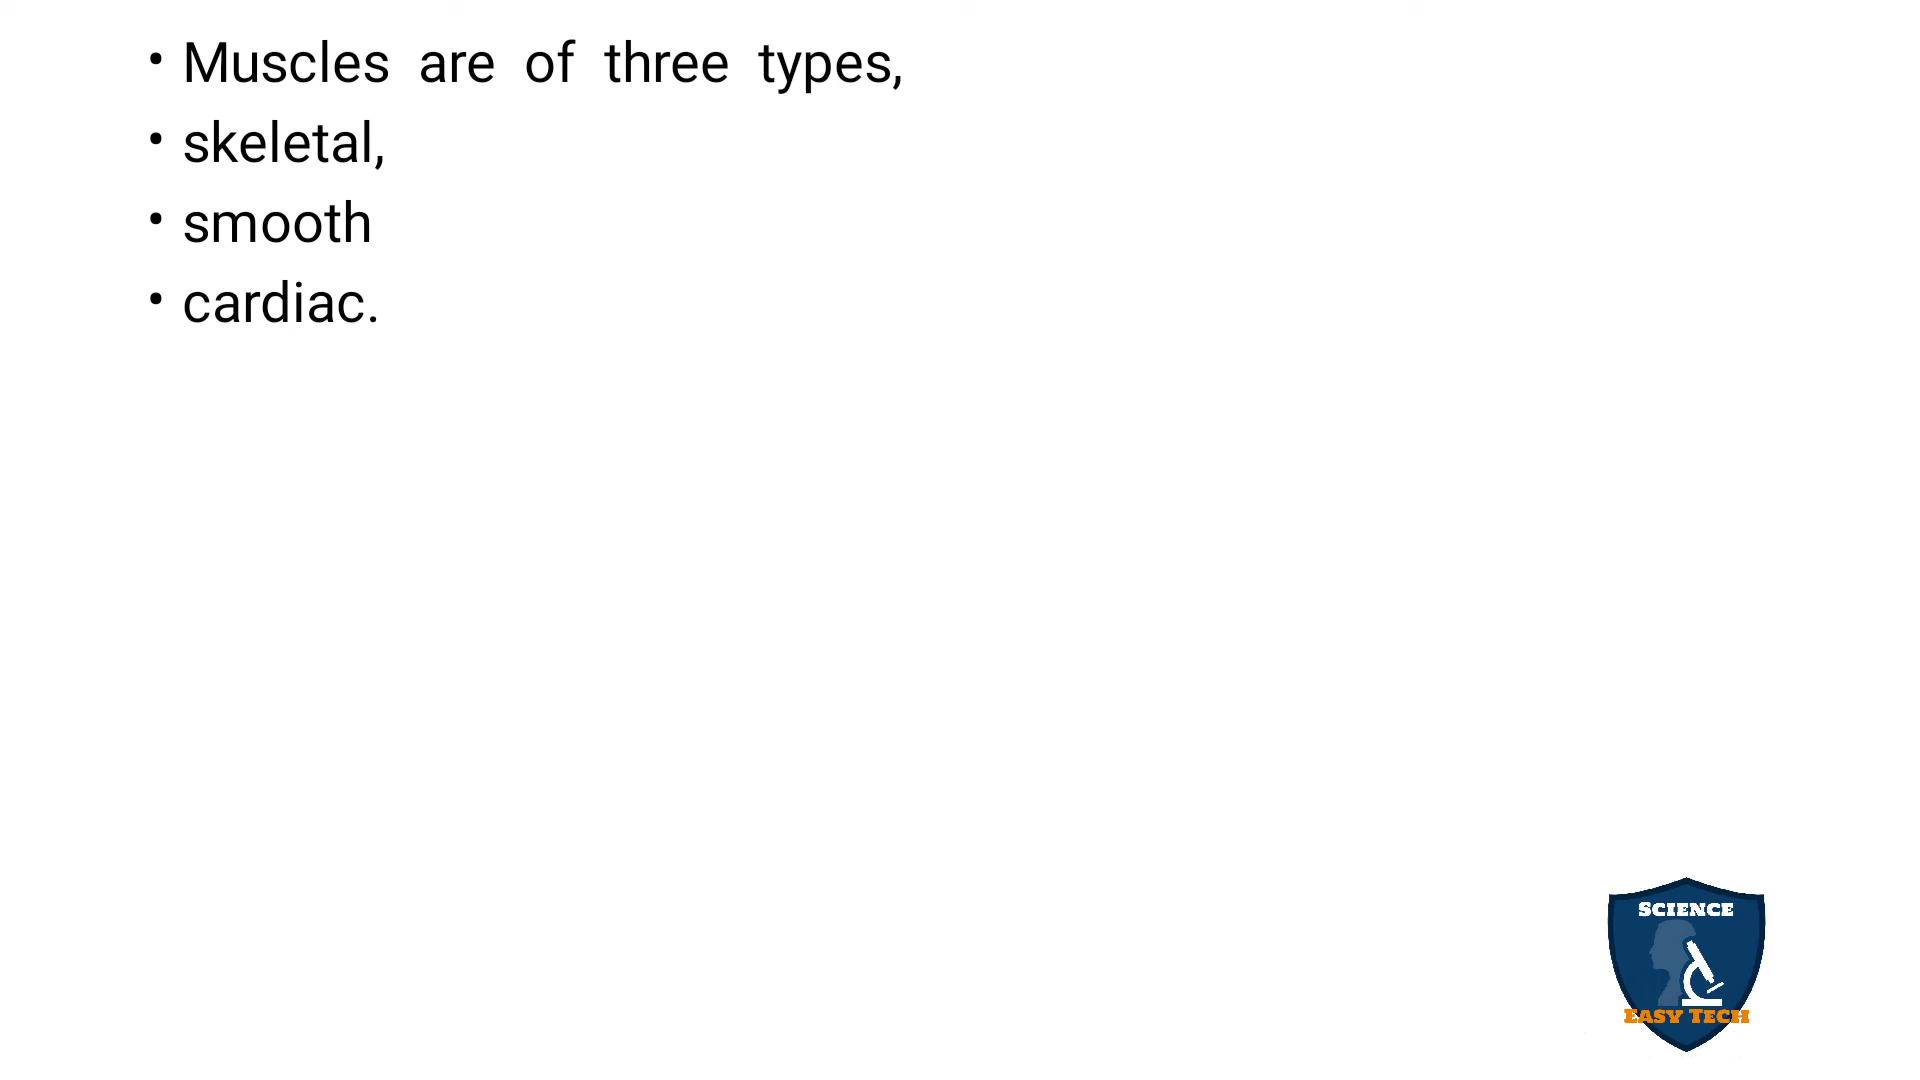 • Muscles are of three types,
• skeletal,
• smooth
• cardiac.
SCIENCE
EASY TECH